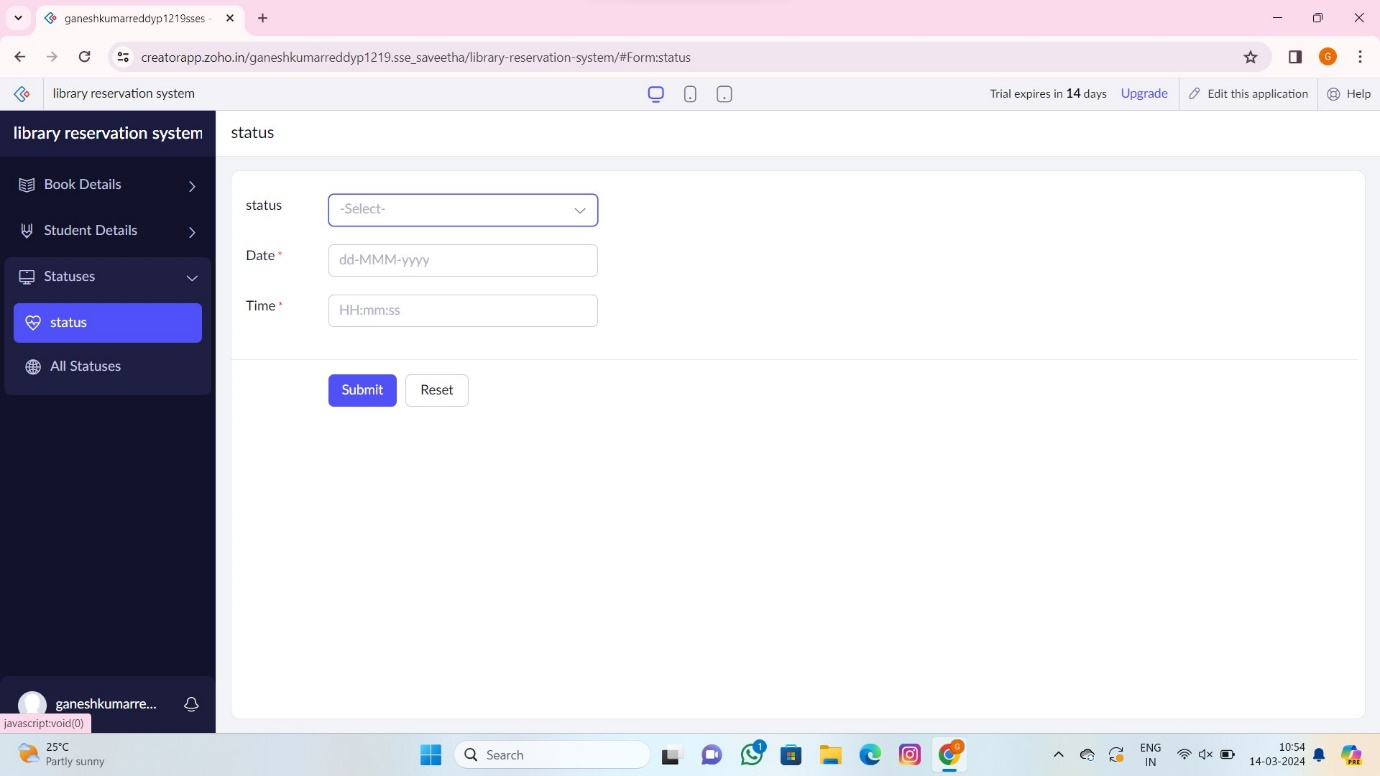 ganeshkumarreddyp1219sses -
creatorapp.zoho.in/ganeshkumarreddyp1219.sse_saveetha/library-reservation-system/#Form:status
G
library reservation system
Trial expires in 14 days Upgrade Edit this application Help
library reservation system
status
Book Details
Student Details
Statuses
status
All Statuses
status -Select-
Date * dd-MMM-yyyy
Time * HH:mm:ss
Submit Reset
ganeshkumarre...
javascript:void(0)
25°C
Partly sunny
Search
1
G
ENG
IN
10:54
14-03-2024
PRE